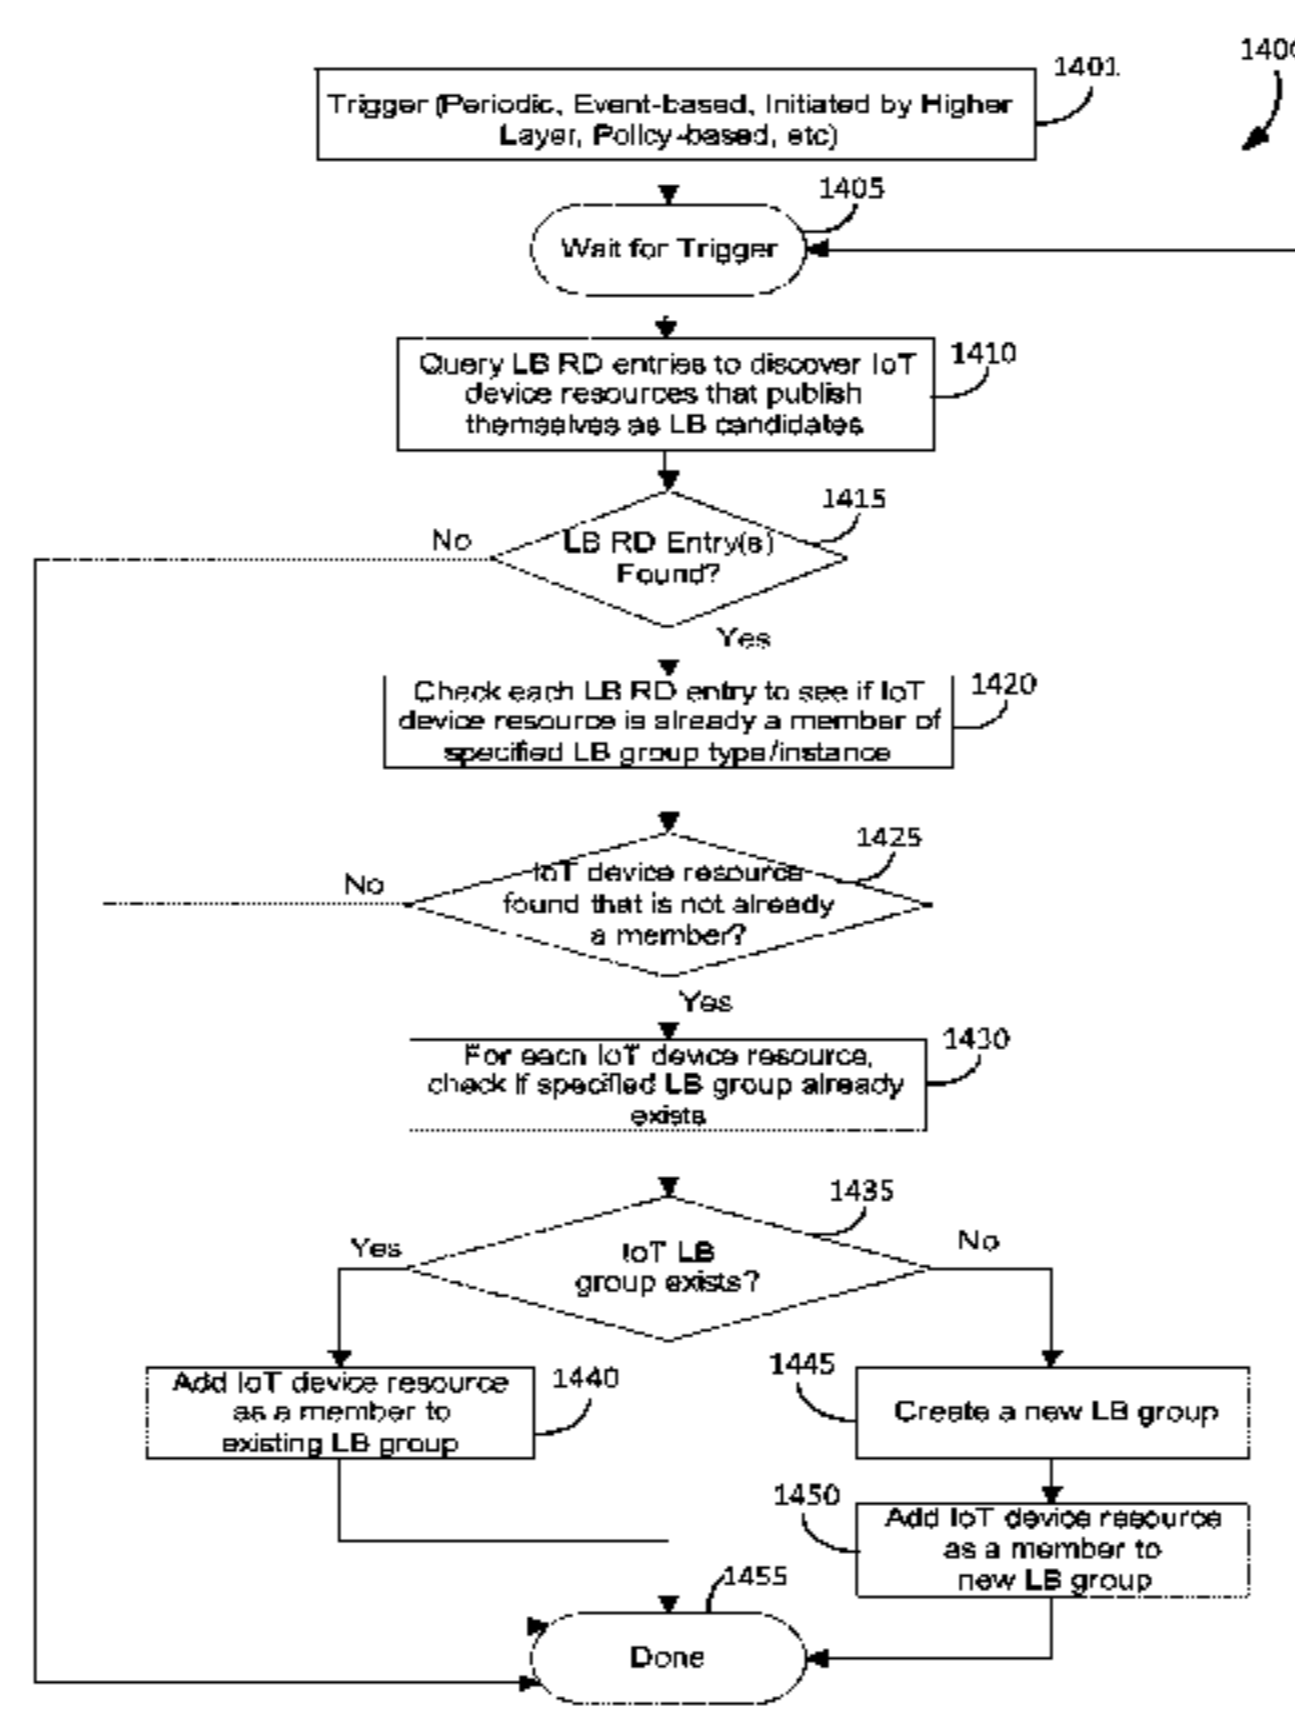 1400
1401
Trigger (Periodic, Event-based, Initiated by Higher
Layer, Policy-based, etc)
1405
Wait for Trigger
1410
Query LB RD entries to discover IoT
device resources that publish
themselves as LB candidates
1415
No
LB RD Entry(s)
Found?
Yes
1420
Check each LB RD entry to see if IoT
device resource is already a member of
specified LB group type/instance
1425
No
IoT device resource
found that is not already
a member?
Yes
1430
For each IoT device resource,
check if specified LB group already
exists
1435
Yes
No
IoT LB
group exists?
1440
1445
Add IoT device resource
as a member to
existing LB group
Create a new LB group
1450
Add IoT device resource
as a member to
new LB group
1455
Done